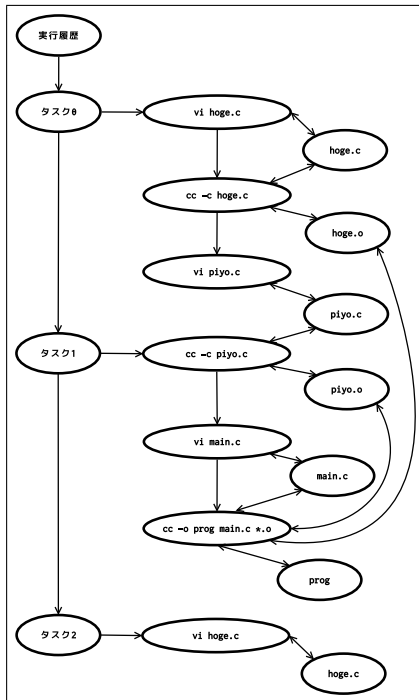 実行履歴
タスク0
vi hoge.c
hoge.c
cc -c hoge.c
hoge.o
vi piyo.c
piyo.c
タスク1
cc -c piyo.c
piyo.o
vi main.c
main.c
cc -o prog main.c *.o
prog
タスク2
vi hoge.c
hoge.c